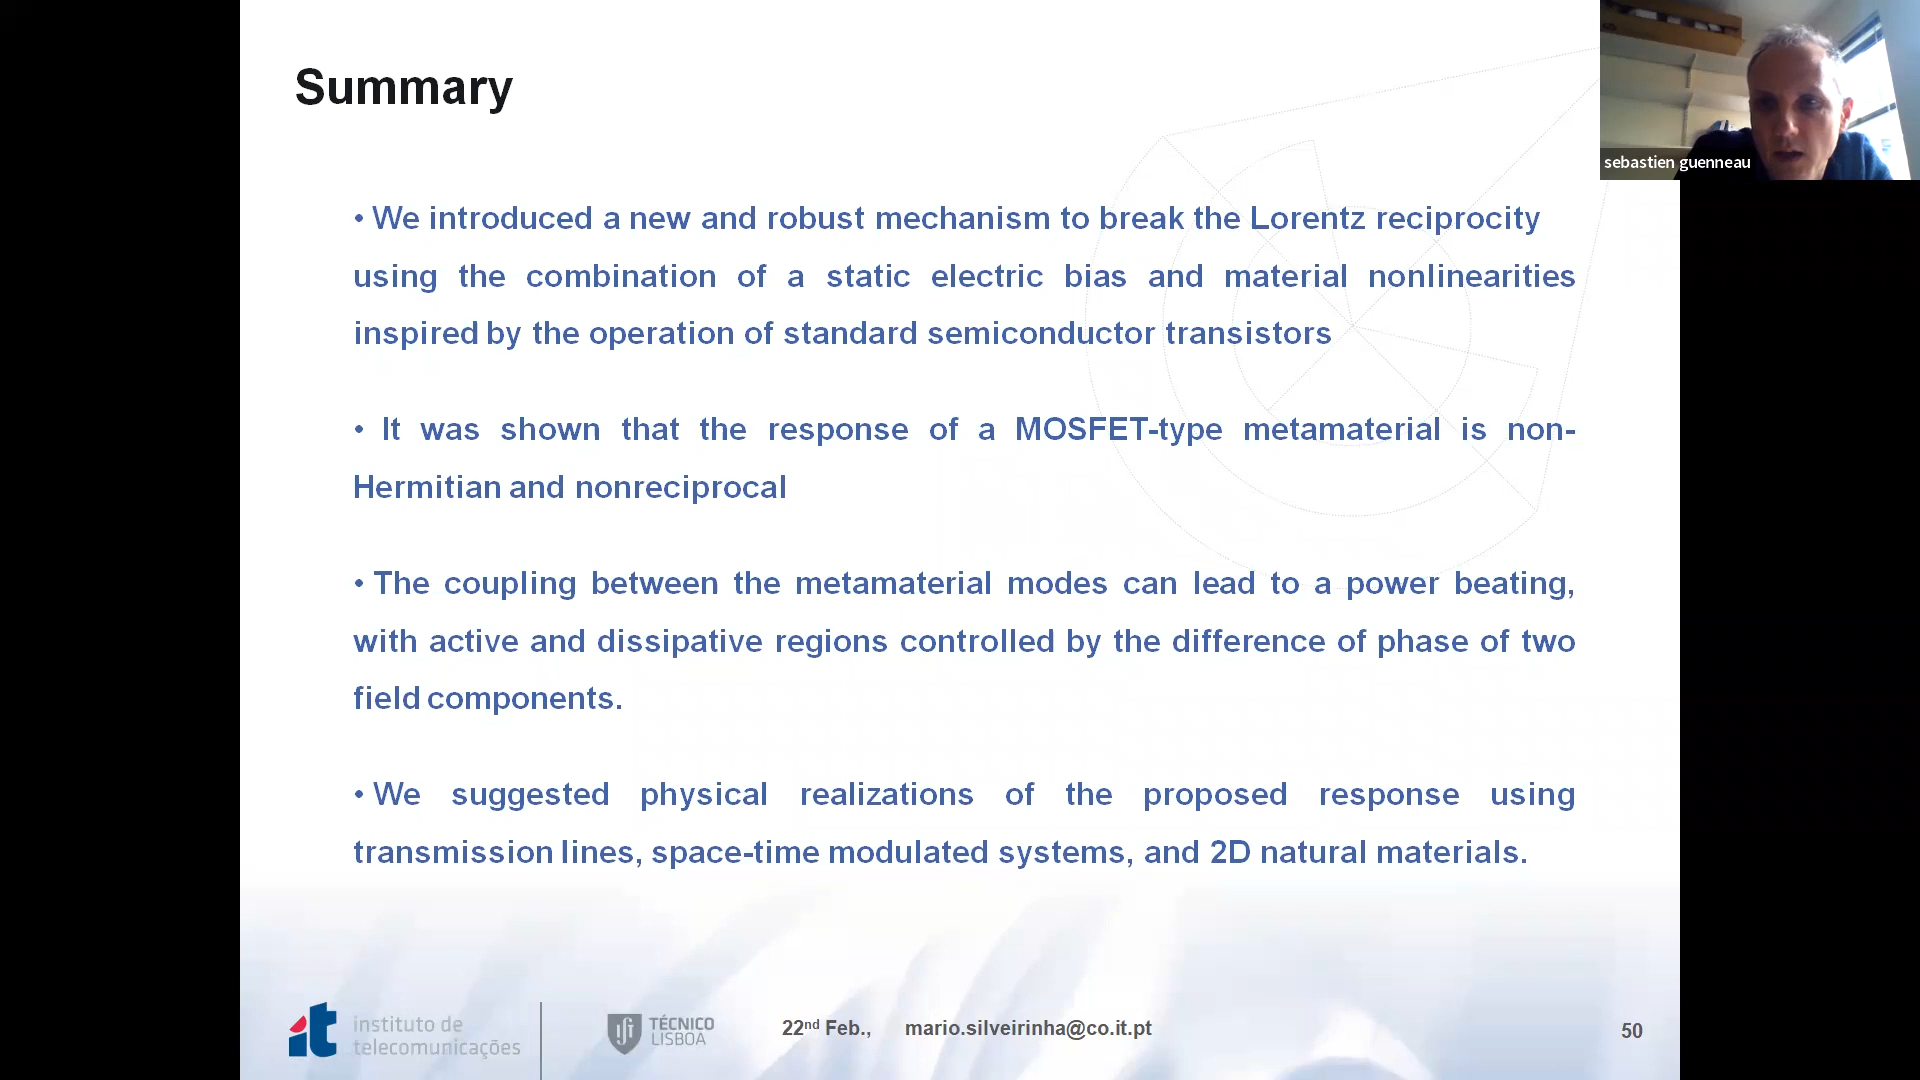 Summary
sebastien guenneau
• We introduced a new and robust mechanism to break the Lorentz reciprocity
using the combination of a static electric bias and material nonlinearities
inspired by the operation of standard semiconductor transistors
• It was shown that the response of a MOSFET-type metamaterial is non-
Hermitian and nonreciprocal
• The coupling between the metamaterial modes can lead to a power beating,
with active and dissipative regions controlled by the difference of phase of two
field components.
• We suggested physical realizations of the proposed response using
transmission lines, space-time modulated systems, and 2D natural materials.
it instituto de
telecomunicações
TÉCNICO
LISBOA
22nd Feb., mario.silveirinha@co.it.pt
50